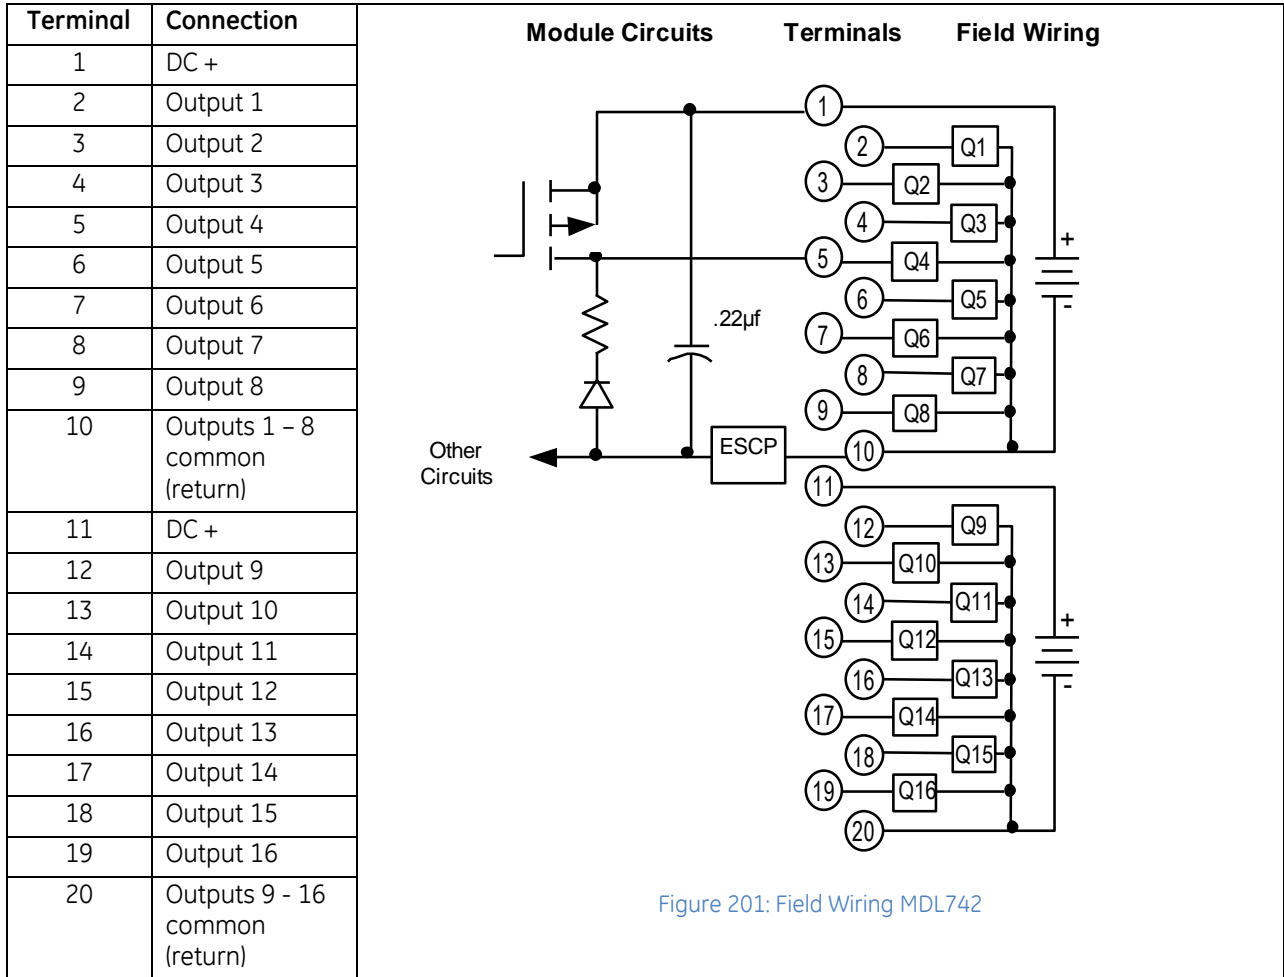 Terminal Connection
1 DC +
2 Output 1
3 Output 2
4 Output 3
5 Output 4
6 Output 5
7 Output 6
8 Output 7
9 Output 8
10 Outputs 1 – 8
common
(return)
11 DC +
12 Output 9
13 Output 10
14 Output 11
15 Output 12
16 Output 13
17 Output 14
18 Output 15
19 Output 16
20 Outputs 9 - 16
common
(return)
Module Circuits Terminals Field Wiring
1
2 Q1
3 Q2
4 Q3
+
5 Q4
6 Q5
-
.22µf
7 Q6
8 Q7
9 Q8
Other
Circuits
ESCP
10
11
12 Q9
13 Q10
14 Q11
+
15 Q12
16 Q13
-
17 Q14
18 Q15
19 Q16
20
Figure 201: Field Wiring MDL742